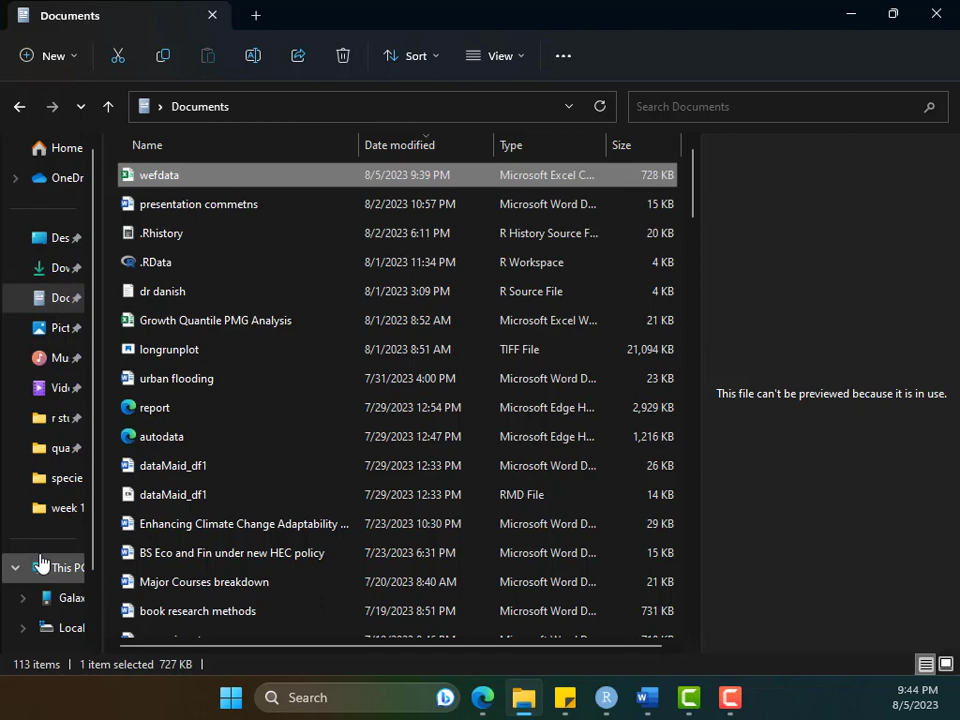 Documents
New
Sort
View
Documents
Search Documents
Home
OneDr
Des
Dov
Doc
Pict
Mu
Vide
r stu
qua
specie
week 1
This PC
Galax
Local
Name Date modified Type Size
wefdata 8/5/2023 9:39 PM Microsoft Excel C... 728 KB
presentation commetns 8/2/2023 10:57 PM Microsoft Word D... 15 KB
.Rhistory 8/2/2023 6:11 PM R History Source F... 20 KB
.RData 8/1/2023 11:34 PM R Workspace 4 KB
dr danish 8/1/2023 3:09 PM R Source File 4 KB
Growth Quantile PMG Analysis 8/1/2023 8:52 AM Microsoft Excel W... 21 KB
longrunplot 8/1/2023 8:51 AM TIFF File 21,094 KB
urban flooding 7/31/2023 4:00 PM Microsoft Word D... 23 KB
report 7/29/2023 12:54 PM Microsoft Edge H... 2,929 KB
autodata 7/29/2023 12:47 PM Microsoft Edge H... 1,216 KB
dataMaid_df1 7/29/2023 12:33 PM Microsoft Word D... 26 KB
dataMaid_df1 7/29/2023 12:33 PM RMD File 14 KB
Enhancing Climate Change Adaptability ... 7/23/2023 10:30 PM Microsoft Word D... 29 KB
BS Eco and Fin under new HEC policy 7/23/2023 6:31 PM Microsoft Word D... 15 KB
Major Courses breakdown 7/20/2023 8:40 AM Microsoft Word D... 21 KB
book research methods 7/19/2023 8:51 PM Microsoft Word D... 731 KB
This file can't be previewed because it is in use.
113 items 1 item selected 727 KB
Search
9:44 PM
8/5/2023